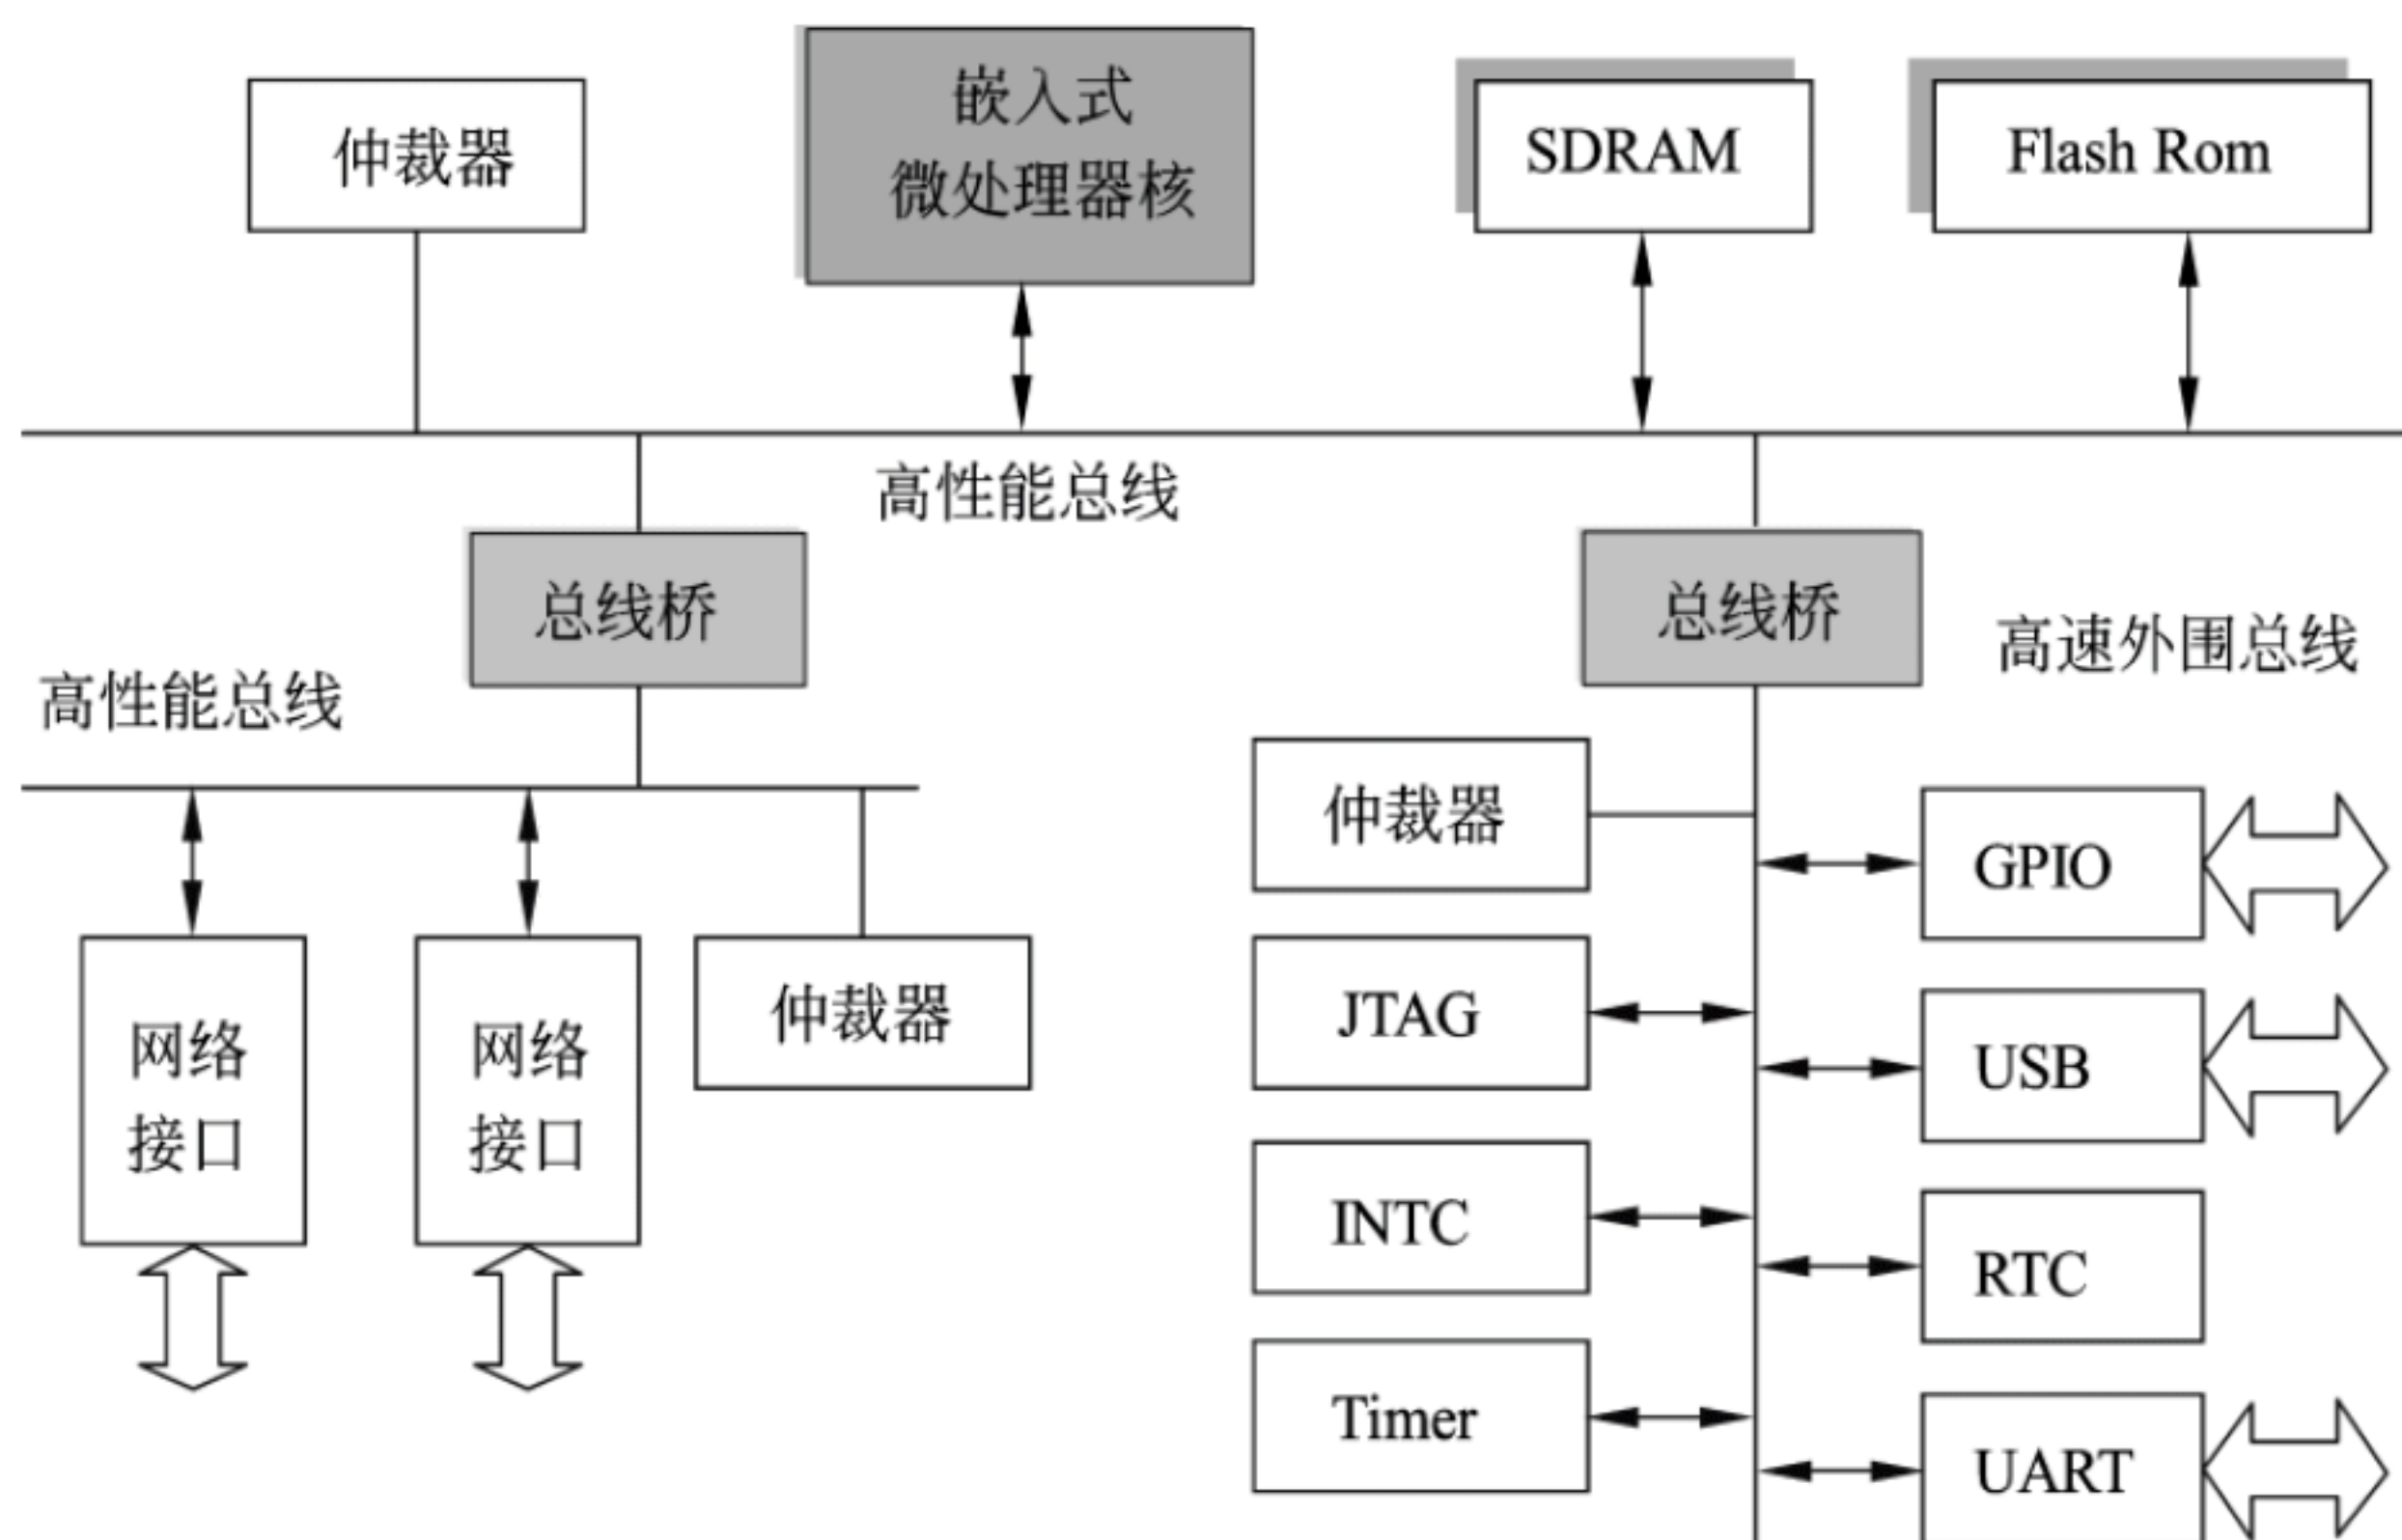 仲裁器
嵌入式
微处理器核
SDRAM
Flash Rom
高性能总线
总线桥
总线桥
高速外围总线
高性能总线
仲裁器
GPIO
网络
接口
网络
接口
仲裁器
JTAG
USB
INTC
RTC
Timer
UART